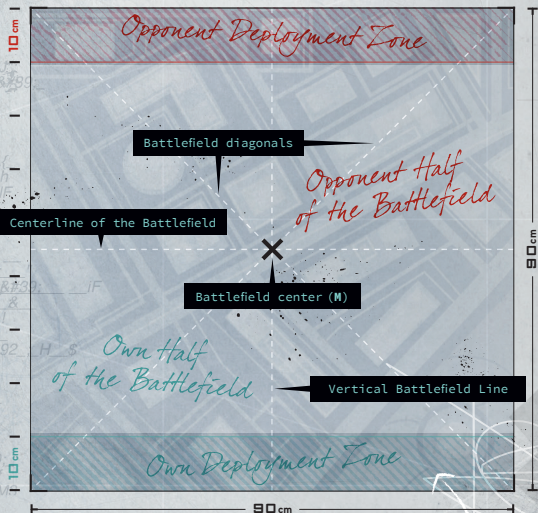 Opponent Deployment Zone
10cm
Battlefield diagonals
Opponent Half
of the Battlefield
Centerline of the Battlefield
90cm
Battlefield center (M)
Own Half
of the Battlefield
Vertical Battlefield Line
Own Deployment Zone
10cm
90cm